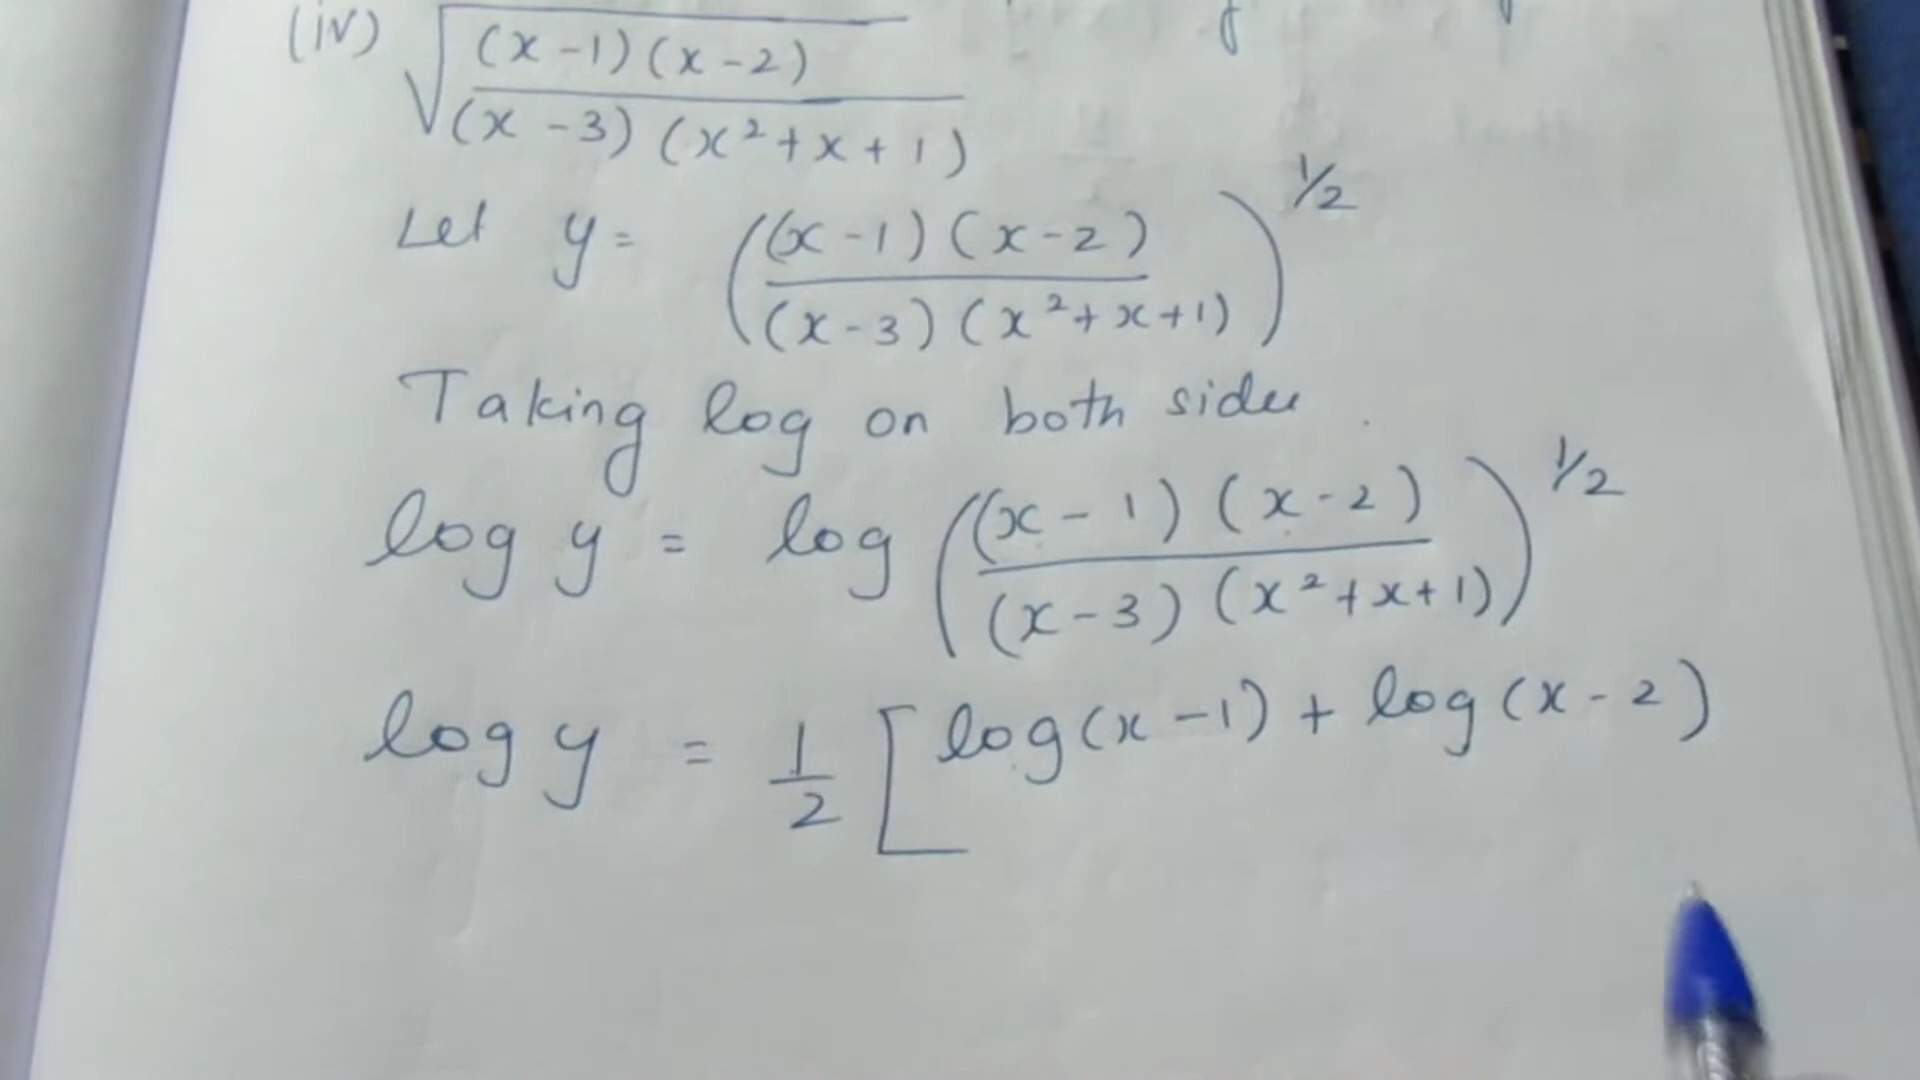 (iv) √((x-1)(x-2)/(x-3)(x²+x+1))
Let y = ((x-1)(x-2)/(x-3)(x²+x+1))^1/2
Taking log on both sides
log y = log ((x-1)(x-2)/(x-3)(x²+x+1))^1/2
log y = 1/2 [log(x-1) + log(x-2)